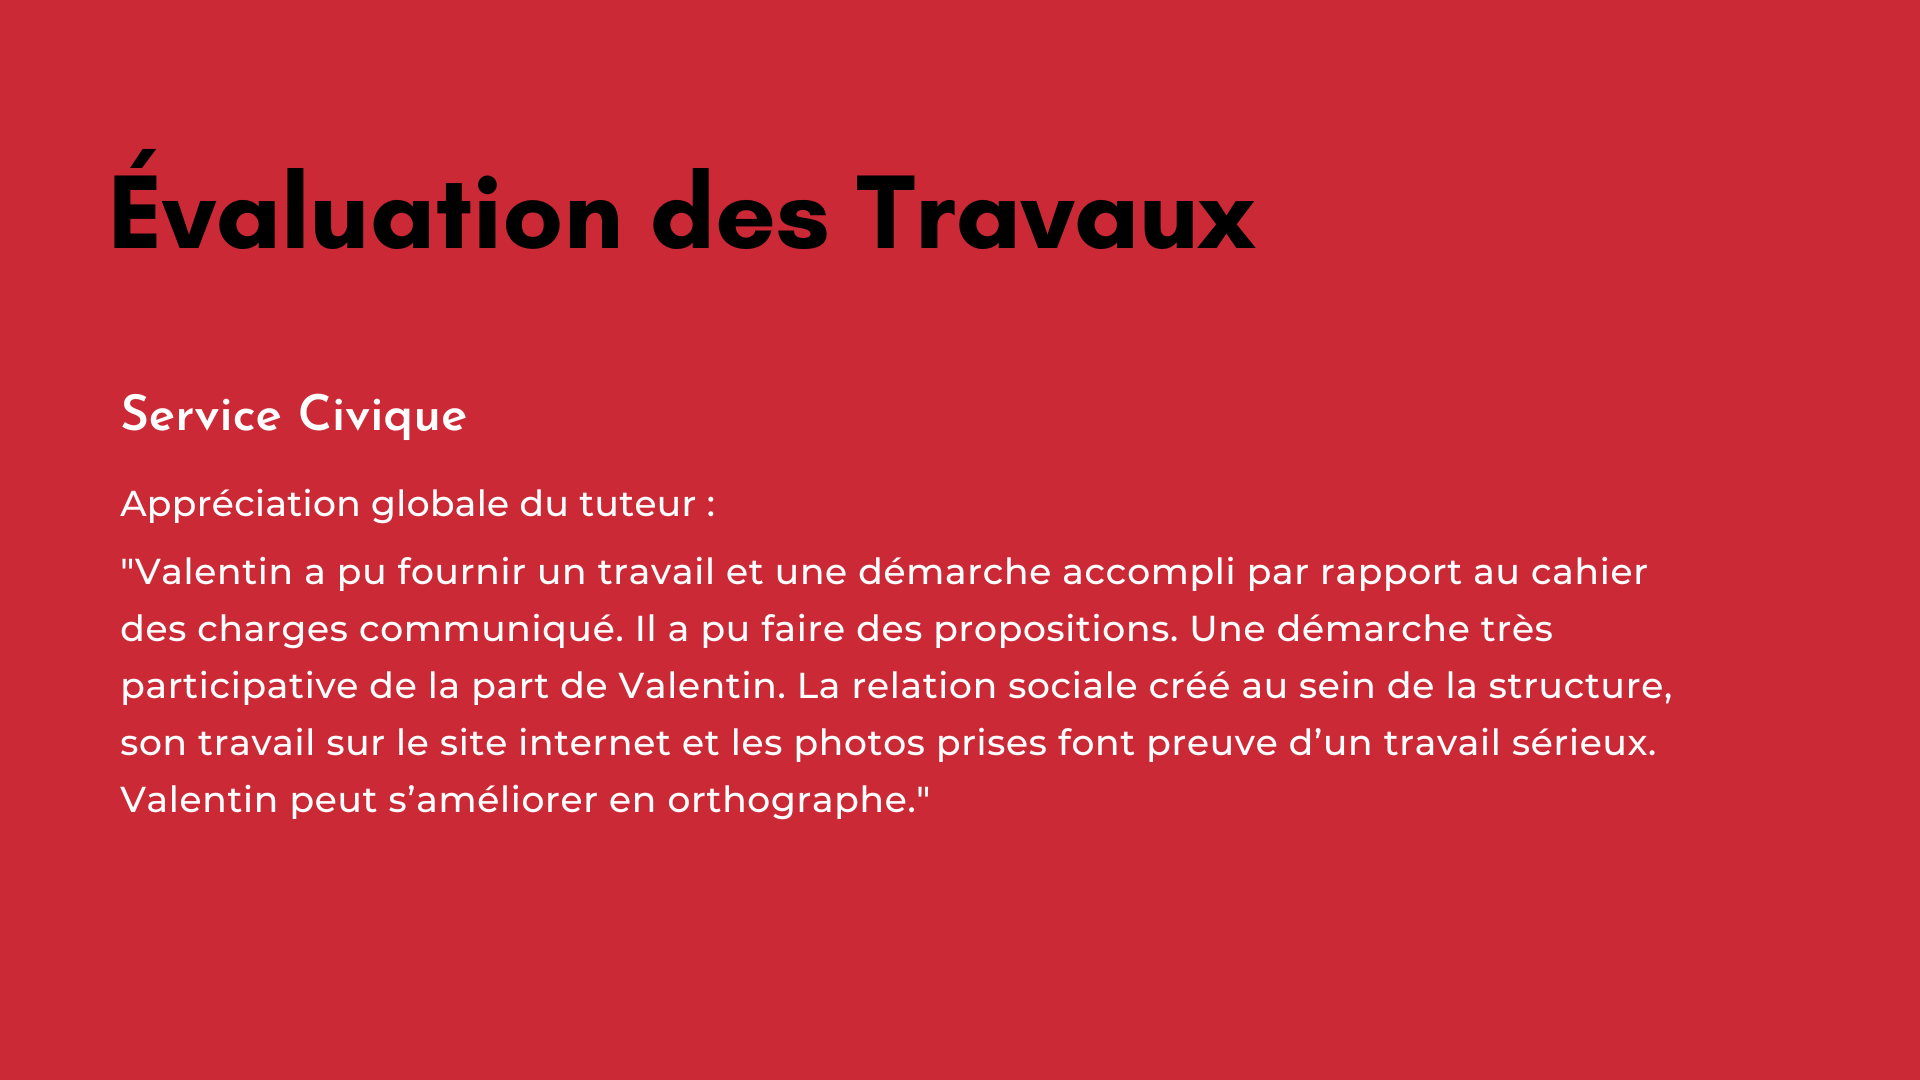 Évaluation des Travaux
Service Civique
Appréciation globale du tuteur :
"Valentin a pu fournir un travail et une démarche accompli par rapport au cahier
des charges communiqué. Il a pu faire des propositions. Une démarche très
participative de la part de Valentin. La relation sociale créé au sein de la structure,
son travail sur le site internet et les photos prises font preuve d’un travail sérieux.
Valentin peut s’améliorer en orthographe."